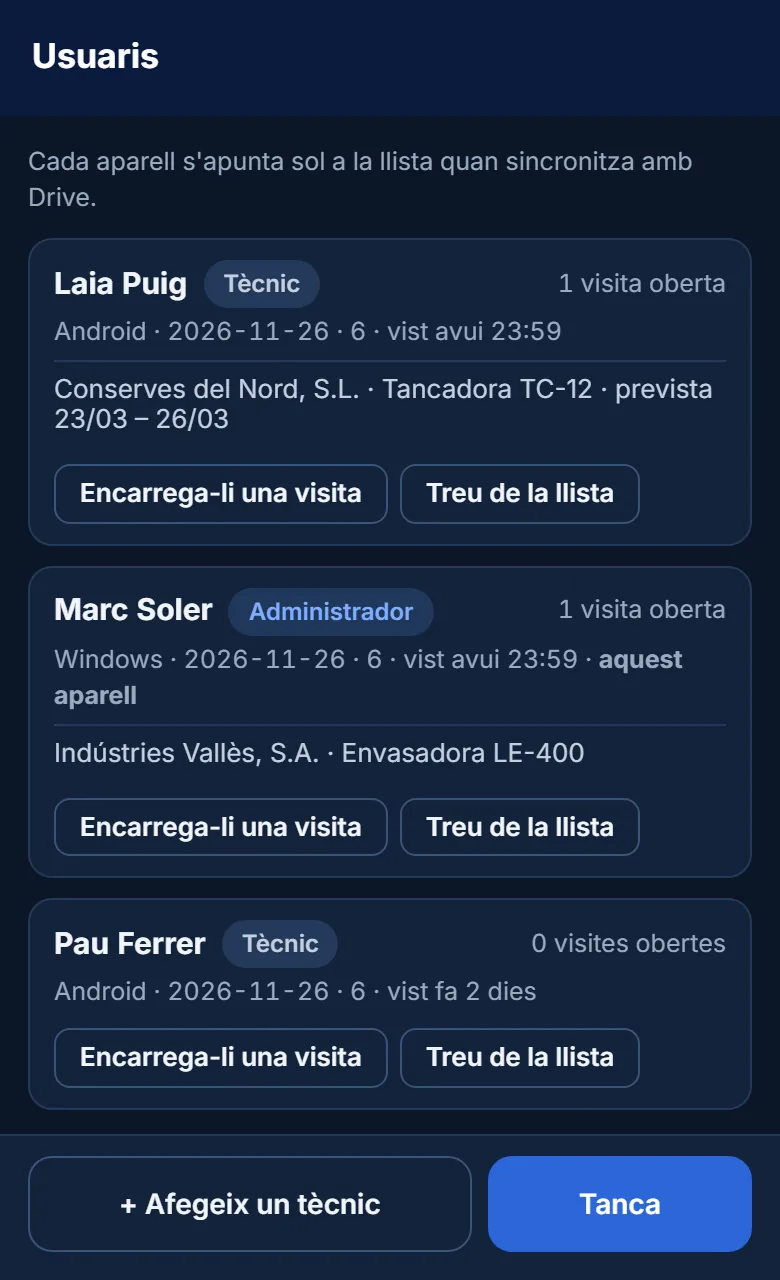 Usuaris
Cada aparell s'apunta sol a la llista quan sincronitza amb
Drive.
Laia Puig Tècnic 1 visita oberta
Android · 2026-11-26 · 6 · vist avui 23:59
Conserves del Nord, S.L. · Tancadora TC-12 · prevista
23/03 – 26/03
Encarrega-li una visita Treu de la llista
Marc Soler Administrador 1 visita oberta
Windows · 2026-11-26 · 6 · vist avui 23:59 · aquest
aparell
Indústries Vallès, S.A. · Envasadora LE-400
Encarrega-li una visita Treu de la llista
Pau Ferrer Tècnic 0 visites obertes
Android · 2026-11-26 · 6 · vist fa 2 dies
Encarrega-li una visita Treu de la llista
+ Afegeix un tècnic Tanca